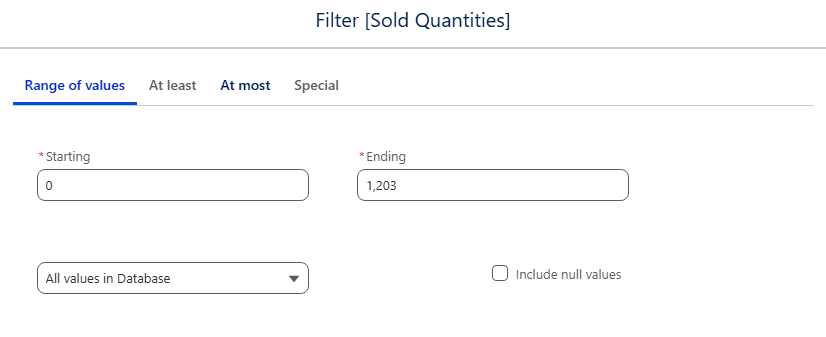 Filter [Sold Quantities]
Range of values At least At most Special
* Starting * Ending
0 1,203
All values in Database Include null values